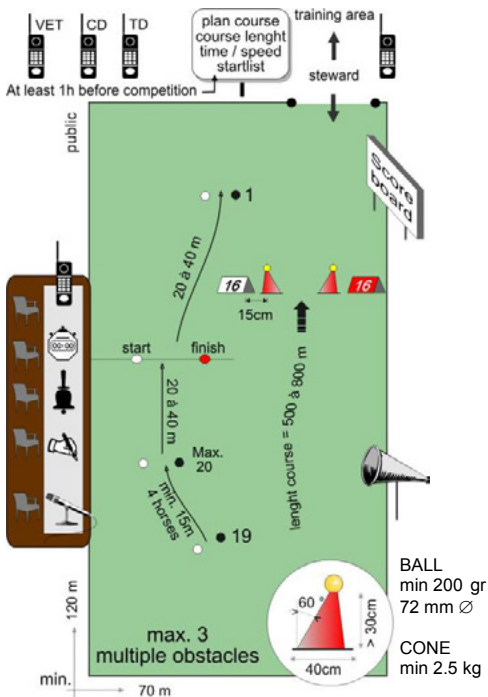 VET
CD
TD
plan course
course lenght
time / speed
startlist
training area
steward
At least 1h before competition
public
Score
board
1
20 à 40 m
16
16
15cm
start
finish
20 à 40 m
lenght course = 500 à 800 m
Max.
20
min. 15m
4 horses
19
BALL
min 200 gr
72 mm ∅
60°
> 30cm
40cm
CONE
min 2.5 kg
120 m
max. 3
multiple obstacles
min.
70 m